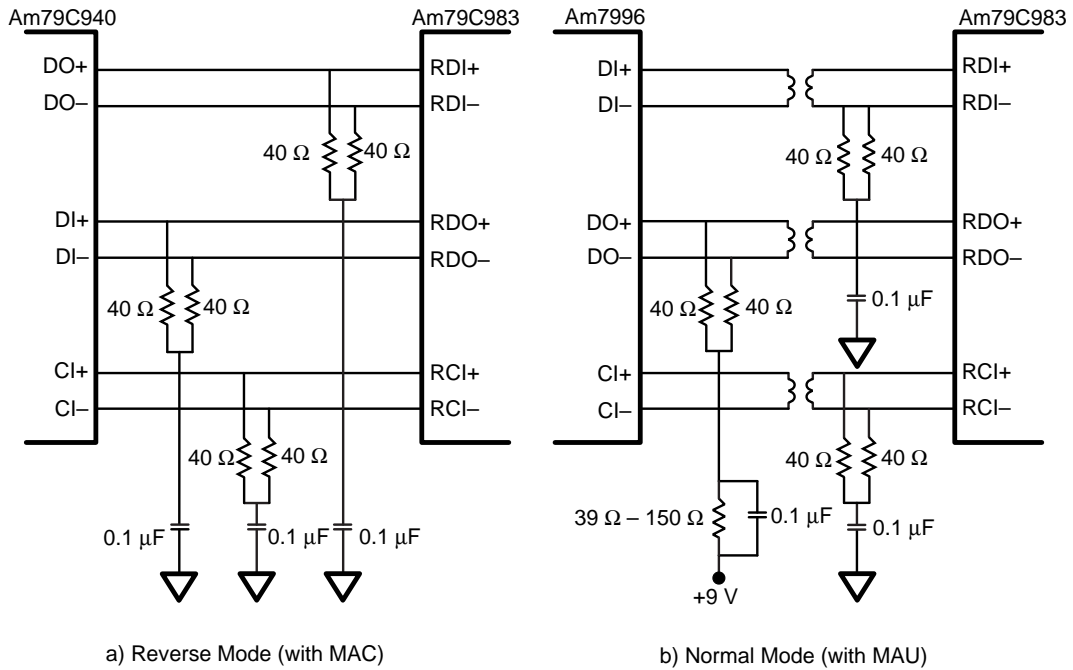 Am79C940
Am79C983
DO+
DO–
RDI+
RDI–
40 Ω
40 Ω
DI+
DI–
RDO+
RDO–
40 Ω
40 Ω
CI+
CI–
RCI+
RCI–
40 Ω
40 Ω
0.1 μF
0.1 μF
0.1 μF
a) Reverse Mode (with MAC)
Am7996
Am79C983
DI+
DI–
RDI+
RDI–
40 Ω
40 Ω
DO+
DO–
RDO+
RDO–
40 Ω
40 Ω
0.1 μF
CI+
CI–
RCI+
RCI–
40 Ω
40 Ω
39 Ω – 150 Ω
0.1 μF
0.1 μF
+9 V
b) Normal Mode (with MAU)